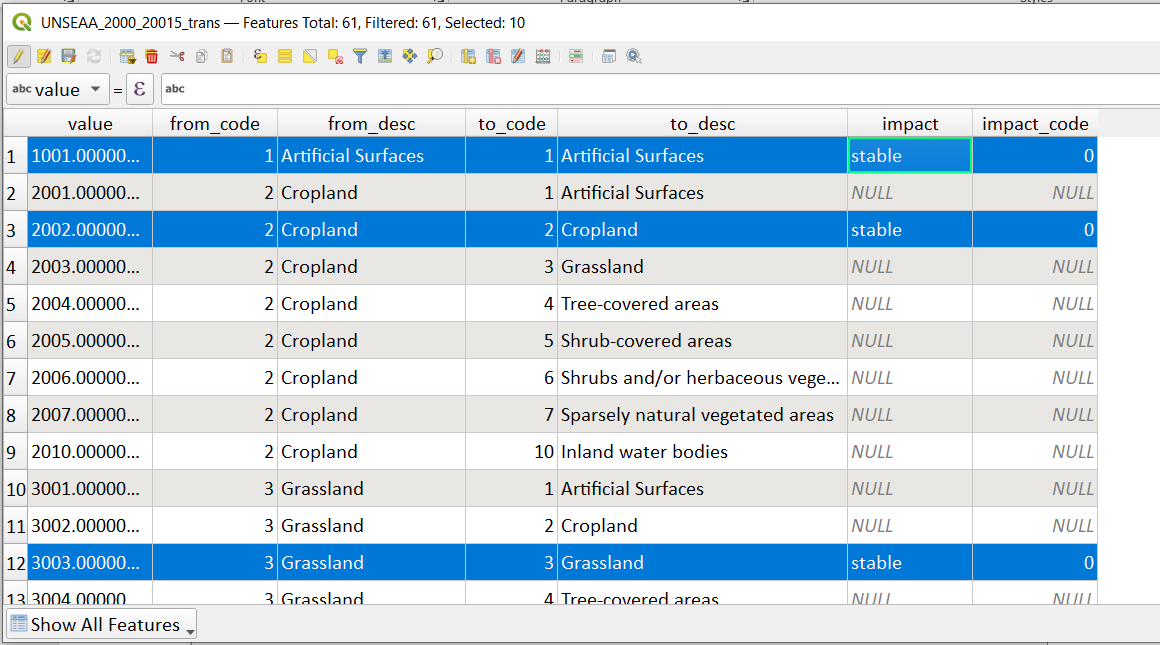 UNSEAA_2000_20015_trans — Features Total: 61, Filtered: 61, Selected: 10
abc value = ε abc
value from_code from_desc to_code to_desc impact impact_code
1 1001.00000... 1 Artificial Surfaces 1 Artificial Surfaces stable 0
2 2001.00000... 2 Cropland 1 Artificial Surfaces NULL NULL
3 2002.00000... 2 Cropland 2 Cropland stable 0
4 2003.00000... 2 Cropland 3 Grassland NULL NULL
5 2004.00000... 2 Cropland 4 Tree-covered areas NULL NULL
6 2005.00000... 2 Cropland 5 Shrub-covered areas NULL NULL
7 2006.00000... 2 Cropland 6 Shrubs and/or herbaceous vege... NULL NULL
8 2007.00000... 2 Cropland 7 Sparsely natural vegetated areas NULL NULL
9 2010.00000... 2 Cropland 10 Inland water bodies NULL NULL
10 3001.00000... 3 Grassland 1 Artificial Surfaces NULL NULL
11 3002.00000... 3 Grassland 2 Cropland NULL NULL
12 3003.00000... 3 Grassland 3 Grassland stable 0
13 3004.00000 3 Grassland 4 Tree-covered areas NULL NULL
Show All Features